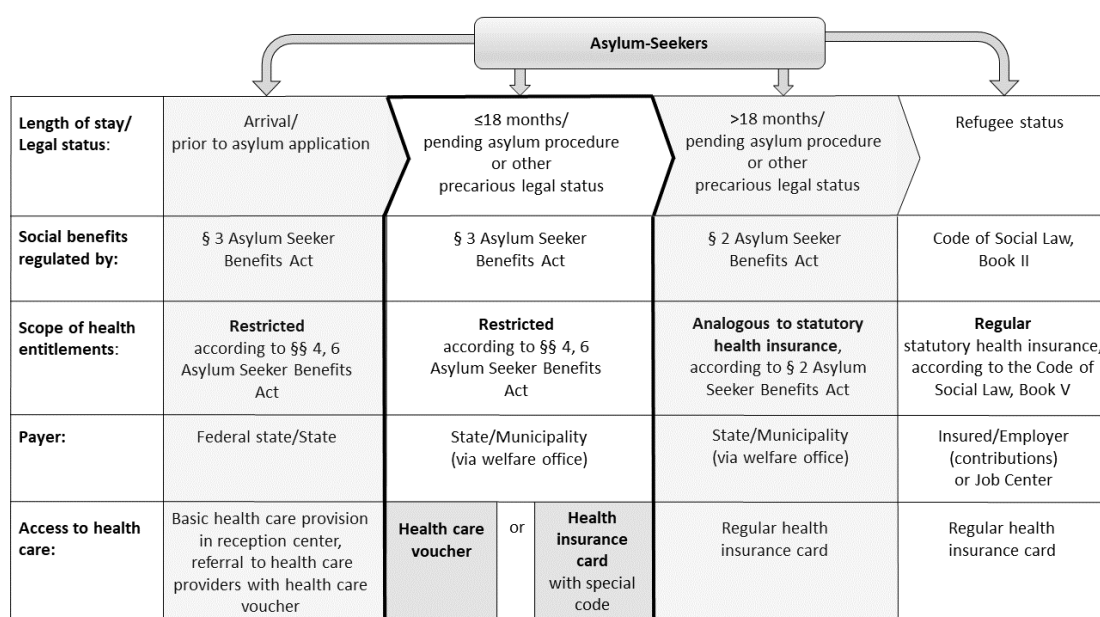 Asylum-Seekers
Length of stay/
Legal status:
Arrival/
prior to asylum application
≤18 months/
pending asylum procedure
or other
precarious legal status
>18 months/
pending asylum procedure
or other
precarious legal status
Refugee status
Social benefits
regulated by:
§ 3 Asylum Seeker
Benefits Act
§ 3 Asylum Seeker
Benefits Act
§ 2 Asylum Seeker
Benefits Act
Code of Social Law,
Book II
Scope of health
entitlements:
Restricted
according to §§ 4, 6
Asylum Seeker Benefits
Act
Restricted
according to §§ 4, 6
Asylum Seeker Benefits
Act
Analogous to statutory
health insurance,
according to § 2 Asylum
Seeker Benefits Act
Regular
statutory health insurance,
according to the Code of
Social Law, Book V
Payer:
Federal state/State
State/Municipality
(via welfare office)
State/Municipality
(via welfare office)
Insured/Employer
(contributions)
or Job Center
Access to health
care:
Basic health care provision
in reception center,
referral to health care
providers with health care
voucher
Health care
voucher
or
Health
insurance
card
with special
code
Regular health
insurance card
Regular health
insurance card